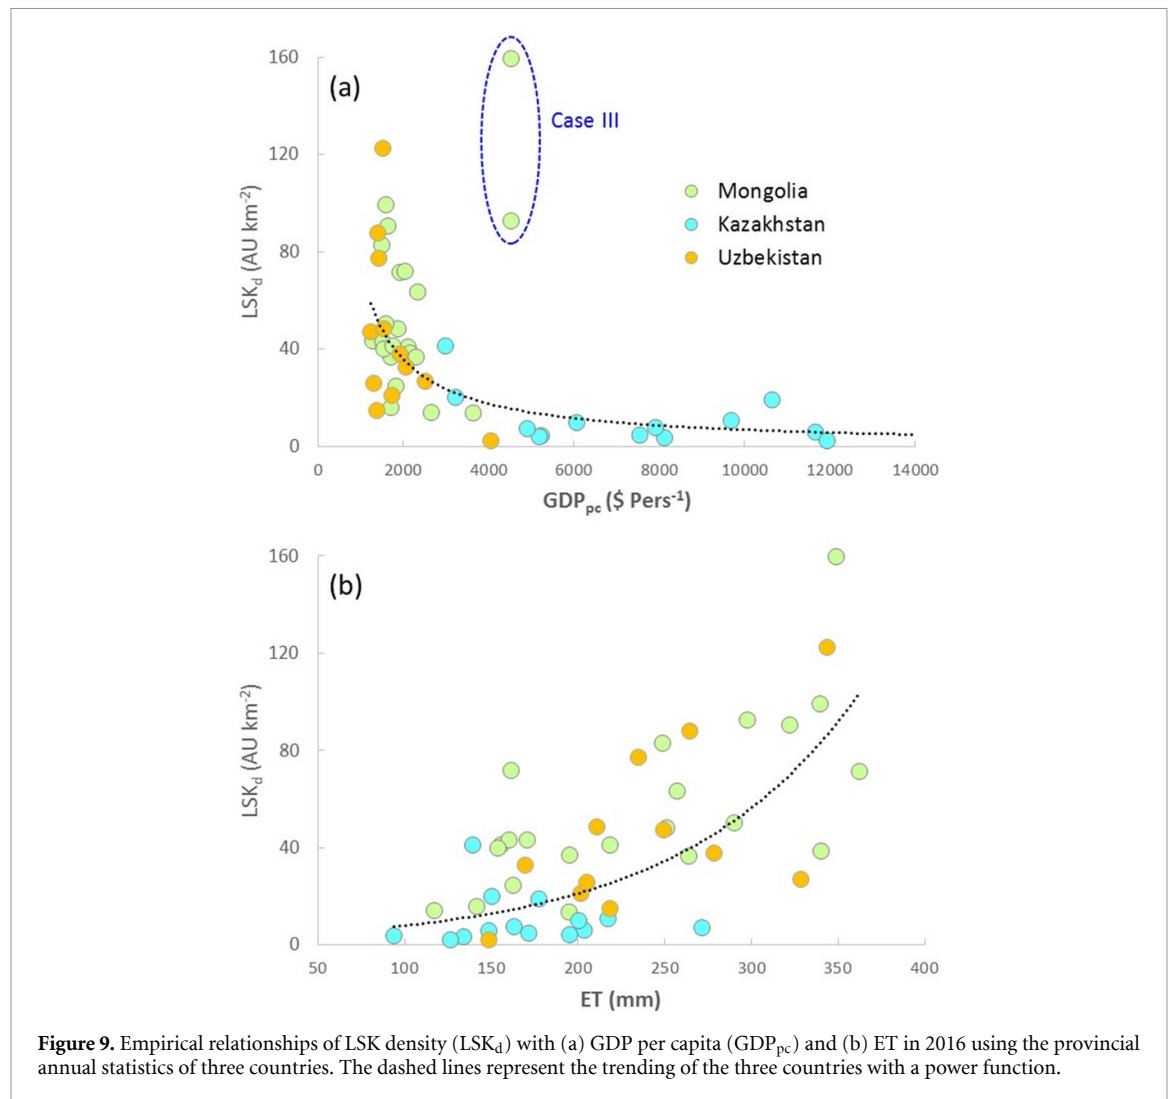 160
(a)
Case III
120
Mongolia
Kazakhstan
Uzbekistan
80
40
0
LSKd (AU km-2)
0 2000 4000 6000 8000 10000 12000 14000
GDPpc ($ Pers-1)
160
(b)
120
80
40
0
LSKd (AU km-2)
50 100 150 200 250 300 350 400
ET (mm)
Figure 9. Empirical relationships of LSK density (LSKd) with (a) GDP per capita (GDPpc) and (b) ET in 2016 using the provincial
annual statistics of three countries. The dashed lines represent the trending of the three countries with a power function.